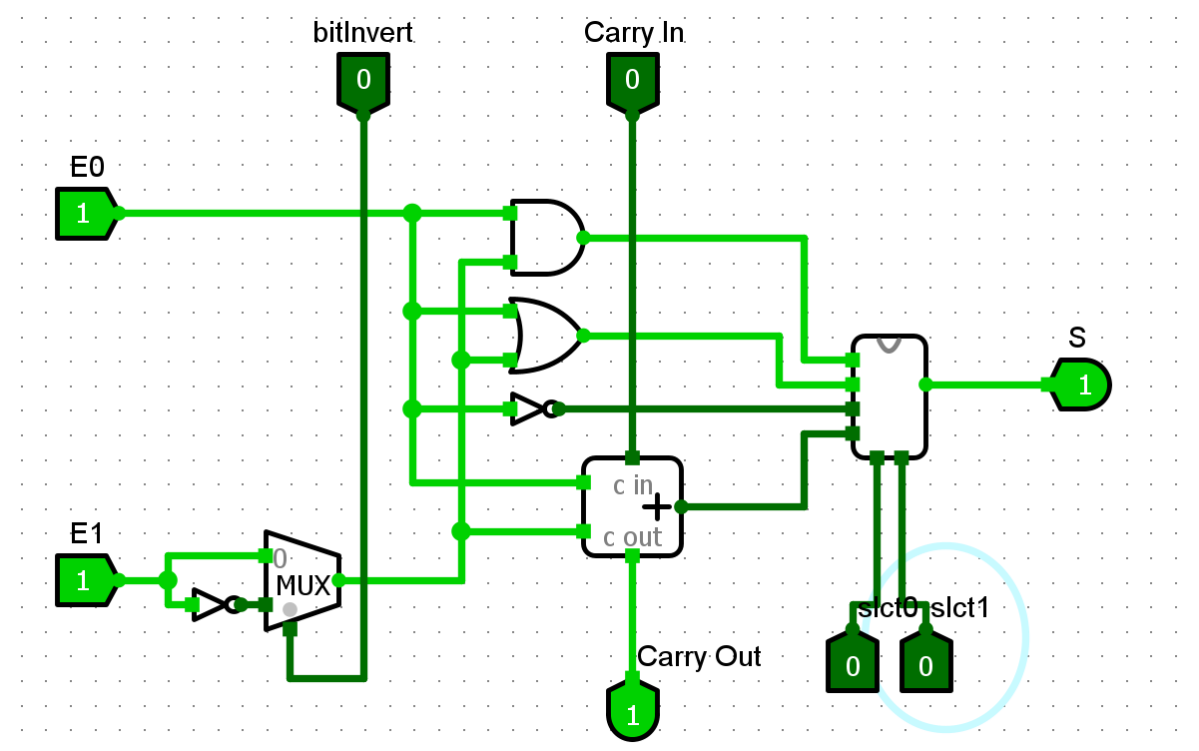 bitInvert
Carry In
0
0
E0
1
S
1
c in
+
c out
E1
1
0
MUX
slct0
slct1
0
0
Carry Out
1